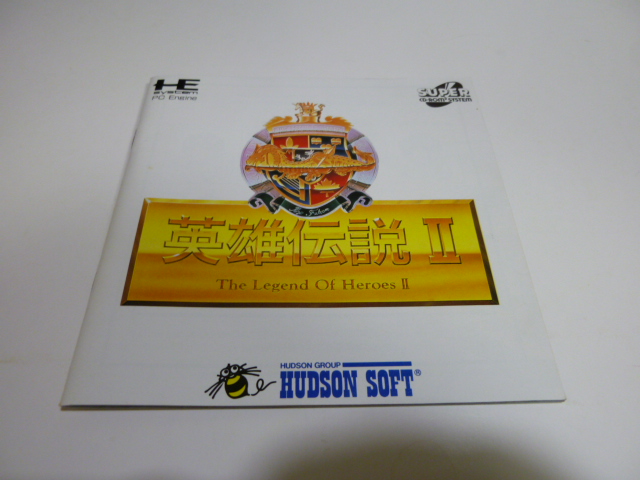 HE
system
PC Engine
SUPER
CD-ROM² SYSTEM
英雄伝説 II
The Legend Of Heroes II
HUDSON GROUP
HUDSON SOFT®